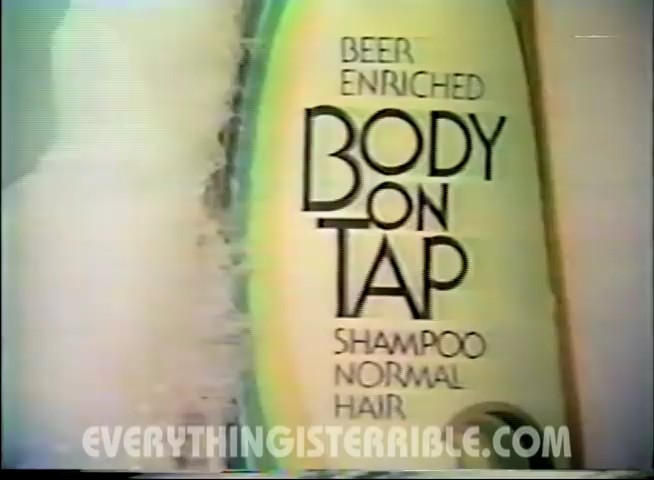 BEER
ENRICHED
BODY
ON
TAP
SHAMPOO
NORMAL
HAIR
EVERYTHINGISTERRIBLE.COM